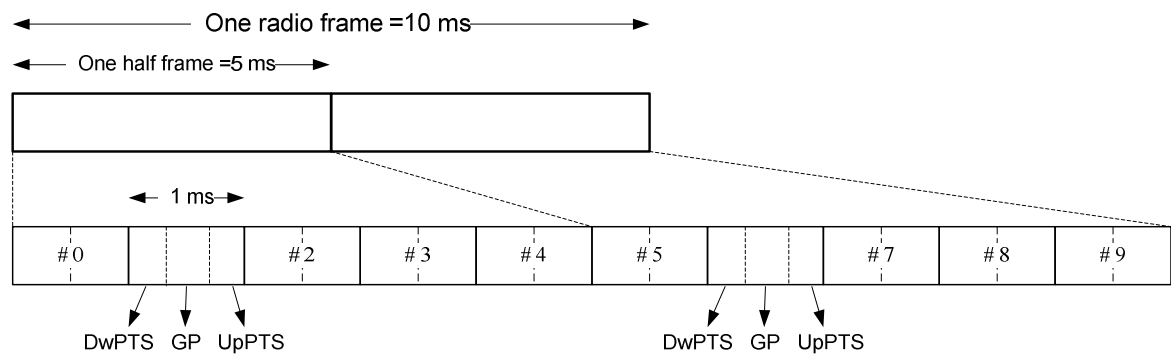 One radio frame =10 ms
One half frame =5 ms
1 ms
#0 #2 #3 #4 #5 #7 #8 #9
DwPTS GP UpPTS DwPTS GP UpPTS